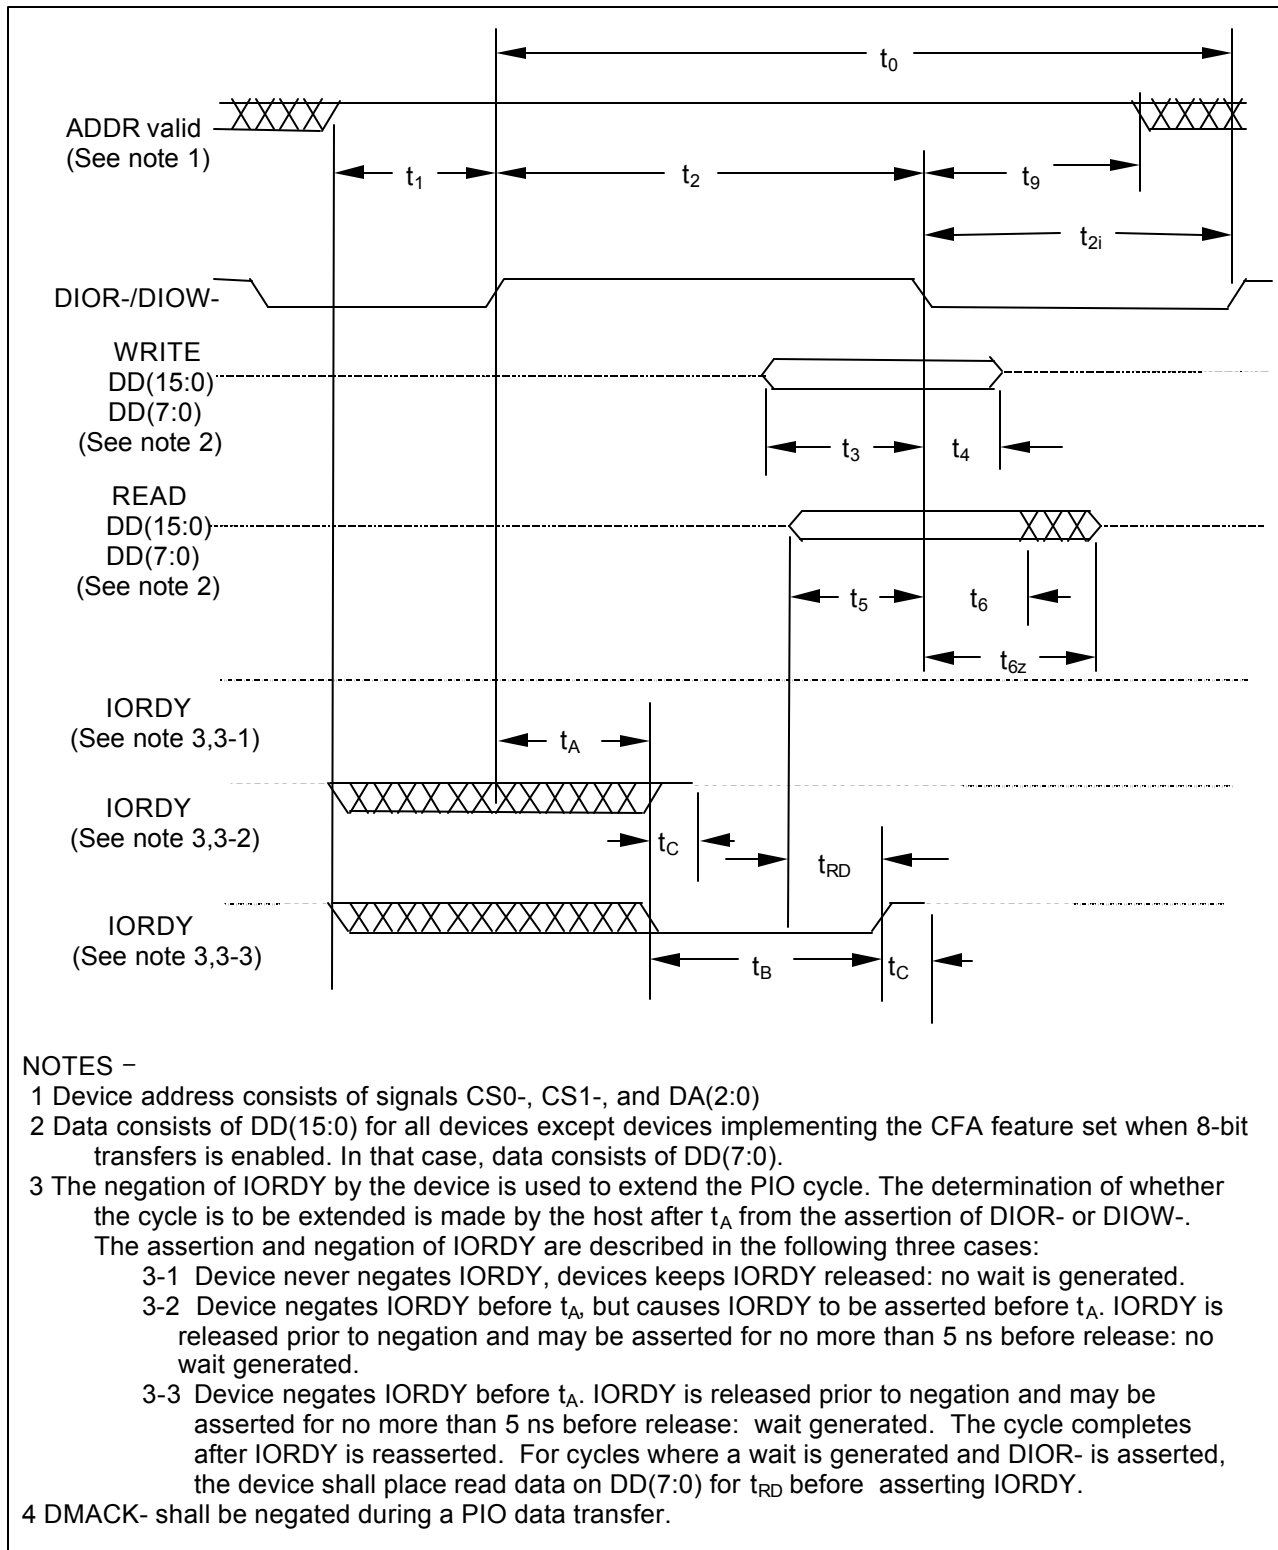 t0
ADDR valid
(See note 1)
t1
t2
t9
t2i
DIOR-/DIOW-
WRITE
DD(15:0)
DD(7:0)
(See note 2)
t3
t4
READ
DD(15:0)
DD(7:0)
(See note 2)
t5
t6
t6z
IORDY
(See note 3,3-1)
tA
IORDY
(See note 3,3-2)
tC
tRD
IORDY
(See note 3,3-3)
tB
tC
NOTES −
1 Device address consists of signals CS0-, CS1-, and DA(2:0)
2 Data consists of DD(15:0) for all devices except devices implementing the CFA feature set when 8-bit
transfers is enabled. In that case, data consists of DD(7:0).
3 The negation of IORDY by the device is used to extend the PIO cycle. The determination of whether
the cycle is to be extended is made by the host after tA from the assertion of DIOR- or DIOW-.
The assertion and negation of IORDY are described in the following three cases:
3-1 Device never negates IORDY, devices keeps IORDY released: no wait is generated.
3-2 Device negates IORDY before tA, but causes IORDY to be asserted before tA. IORDY is
released prior to negation and may be asserted for no more than 5 ns before release: no
wait generated.
3-3 Device negates IORDY before tA. IORDY is released prior to negation and may be
asserted for no more than 5 ns before release: wait generated. The cycle completes
after IORDY is reasserted. For cycles where a wait is generated and DIOR- is asserted,
the device shall place read data on DD(7:0) for tRD before asserting IORDY.
4 DMACK- shall be negated during a PIO data transfer.